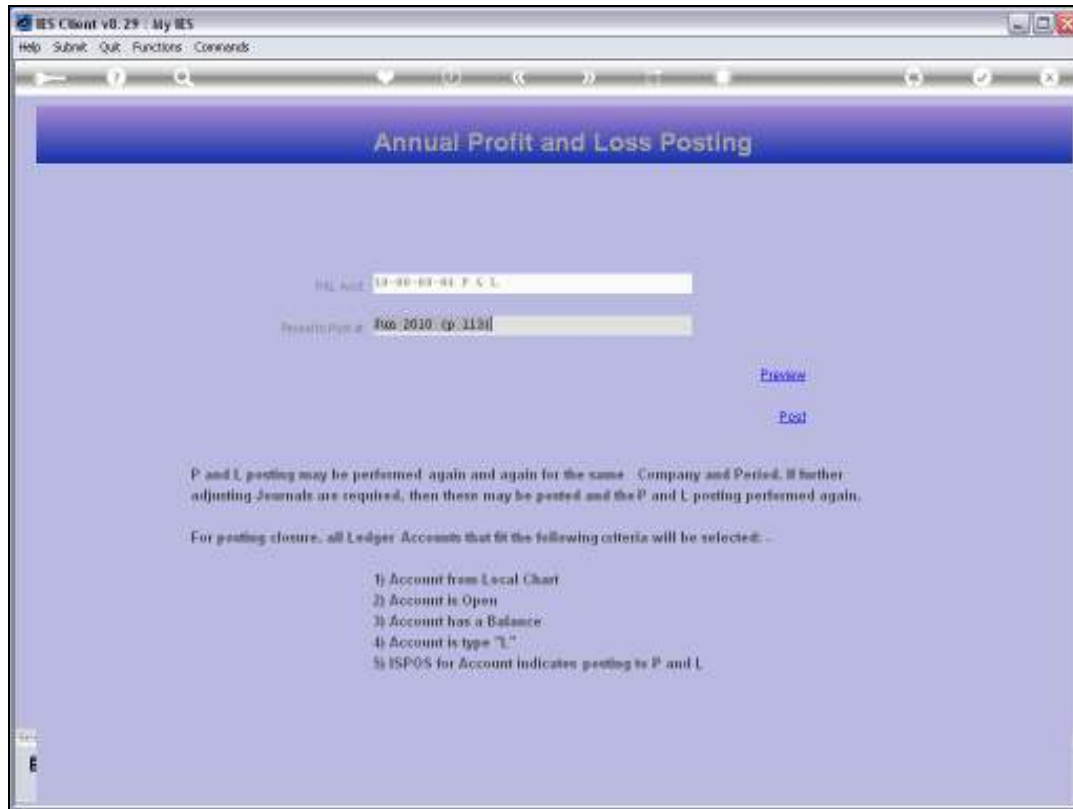 IES Client v8.29 : My IES
Help Submit Quit Functions Commands
Annual Profit and Loss Posting
P&L Acct
P & L
Jun 2010 (p 113)
Preview
Post
P and L posting may be performed again and again for the same Company and Period. If further
adjusting Journals are required, then these may be posted and the P and L posting performed again.
For posting closure, all Ledger Accounts that fit the following criteria will be selected: -
1) Account from Local Chart
2) Account is Open
3) Account has a Balance
4) Account is type "L"
5) ISPOS for Account indicates posting to P and L